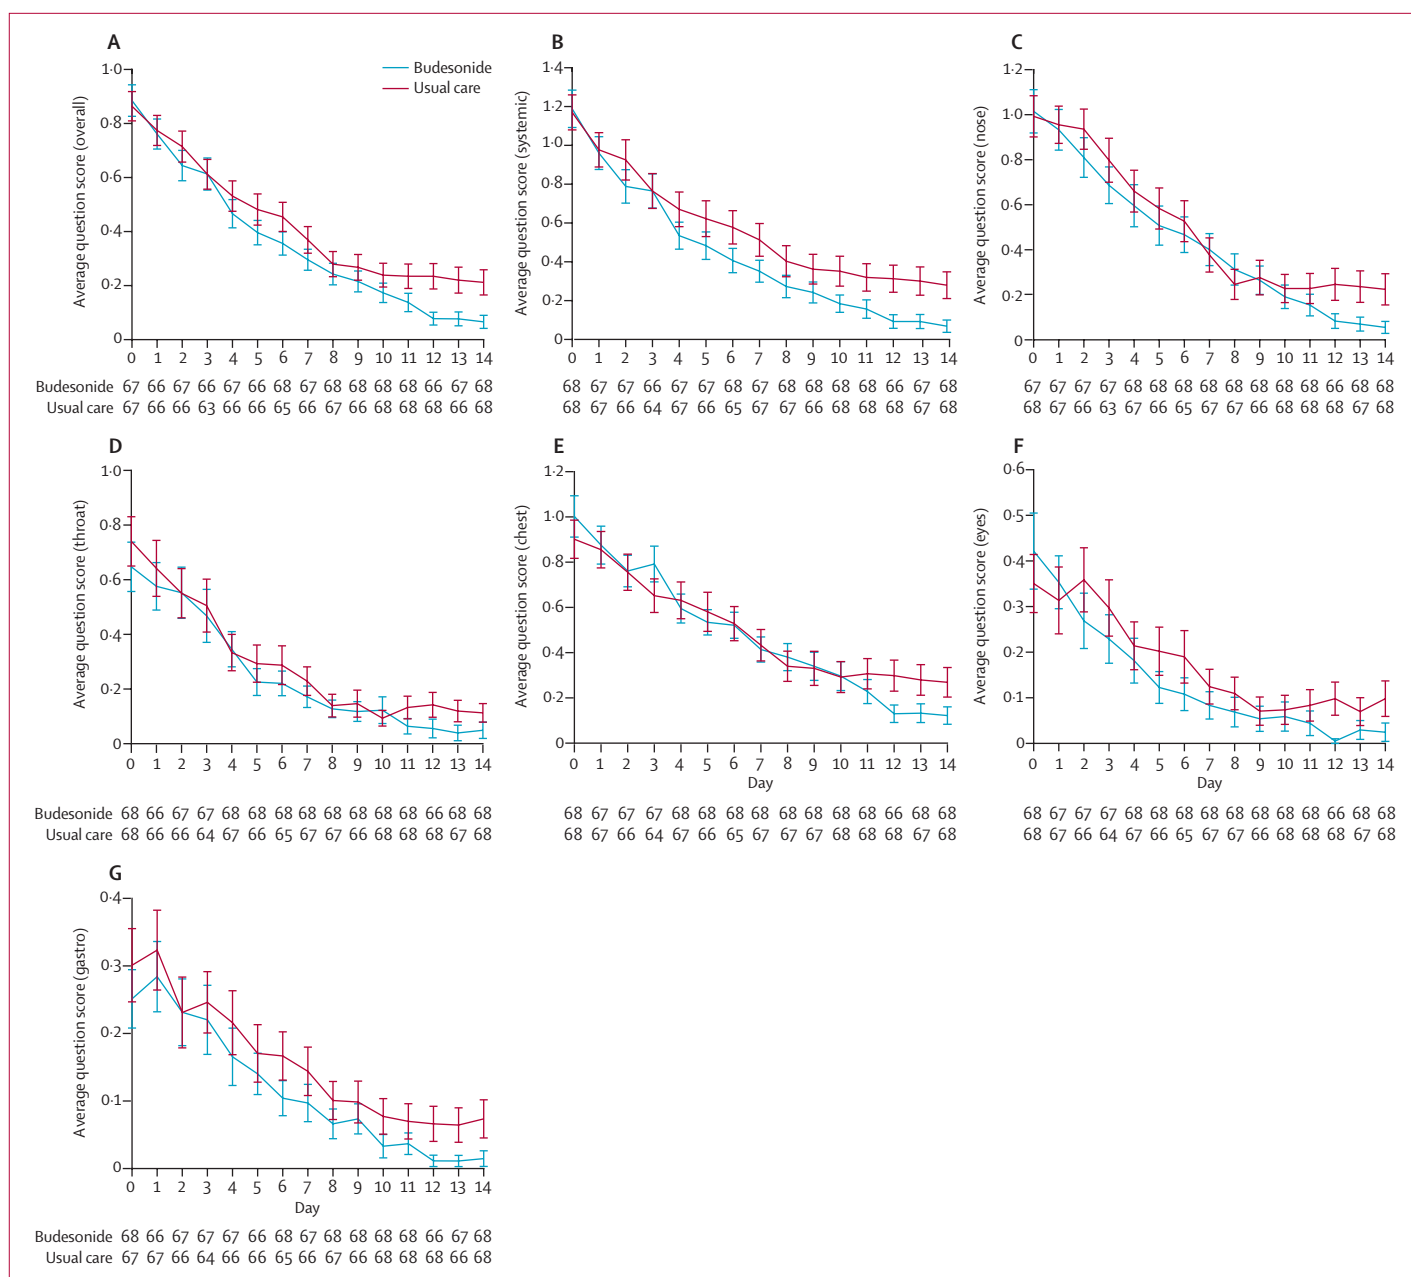 A
Budesonide
Usual care
Average question score (overall)
1·0
0·8
0·6
0·4
0·2
0
0 1 2 3 4 5 6 7 8 9 10 11 12 13 14
Budesonide 67 66 67 66 67 66 68 67 68 68 68 68 66 67 68
Usual care 67 66 66 63 66 66 65 66 67 66 68 68 68 66 68
B
Average question score (systemic)
1·4
1·2
1·0
0·8
0·6
0·4
0·2
0
0 1 2 3 4 5 6 7 8 9 10 11 12 13 14
68 67 67 66 67 67 68 67 68 68 68 68 66 67 68
68 67 66 64 67 66 65 67 67 66 68 68 68 67 68
C
Average question score (nose)
1·2
1·0
0·8
0·6
0·4
0·2
0
0 1 2 3 4 5 6 7 8 9 10 11 12 13 14
67 67 67 67 68 68 68 68 68 68 68 68 66 68 68
68 67 66 63 67 66 65 67 67 66 68 68 68 67 68
D
Average question score (throat)
1·0
0·8
0·6
0·4
0·2
0
0 1 2 3 4 5 6 7 8 9 10 11 12 13 14
Budesonide 68 66 67 67 68 68 68 68 68 68 68 68 66 68 68
Usual care 68 66 66 64 67 66 65 67 67 66 68 68 68 67 68
E
Average question score (chest)
1·2
1·0
0·8
0·6
0·4
0·2
0
0 1 2 3 4 5 6 7 8 9 10 11 12 13 14
Day
68 67 67 67 68 68 68 68 68 68 68 68 66 68 68
68 67 66 64 67 66 65 67 67 66 68 68 68 67 68
F
Average question score (eyes)
0·6
0·5
0·4
0·3
0·2
0·1
0
0 1 2 3 4 5 6 7 8 9 10 11 12 13 14
Day
68 67 67 67 68 68 68 68 68 68 68 68 66 68 68
68 67 66 64 67 66 65 67 67 66 68 68 68 67 68
G
Average question score (gastro)
0·4
0·3
0·2
0·1
0
0 1 2 3 4 5 6 7 8 9 10 11 12 13 14
Day
Budesonide 68 66 67 67 67 66 68 67 68 68 68 68 66 67 68
Usual care 67 67 66 64 66 66 65 66 67 66 68 68 68 66 68